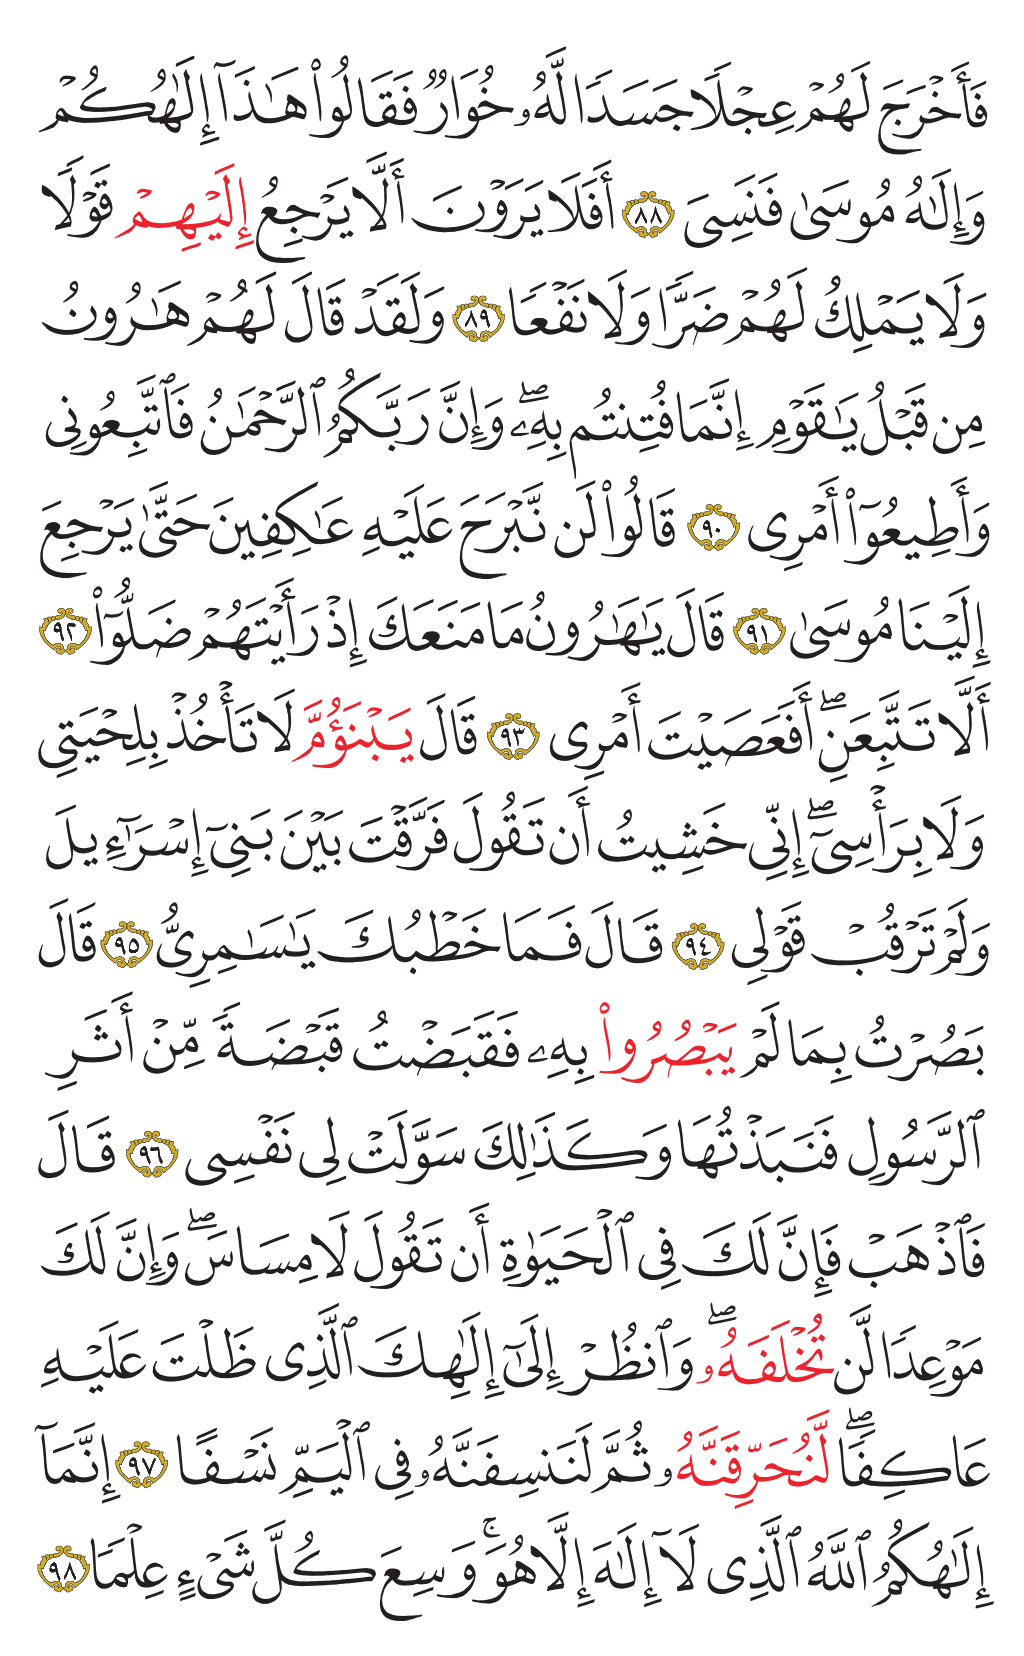 فَأَخْرَجَ لَهُمْ عِجْلًا جَسَدًا لَّهُۥ خُوَارٌ فَقَالُوا۟ هَـٰذَآ إِلَـٰهُكُمْ
وَإِلَـٰهُ مُوسَىٰ فَنَسِىَ ٨٨ أَفَلَا يَرَوْنَ أَلَّا يَرْجِعُ إِلَيْهِمْ قَوْلًا
وَلَا يَمْلِكُ لَهُمْ ضَرًّا وَلَا نَفْعًا ٨٩ وَلَقَدْ قَالَ لَهُمْ هَـٰرُونُ
مِن قَبْلُ يَـٰقَوْمِ إِنَّمَا فُتِنتُم بِهِۦۖ وَإِنَّ رَبَّكُمُ ٱلرَّحْمَـٰنُ فَٱتَّبِعُونِى
وَأَطِيعُوٓا۟ أَمْرِى ٩٠ قَالُوا۟ لَن نَّبْرَحَ عَلَيْهِ عَـٰكِفِينَ حَتَّىٰ يَرْجِعَ
إِلَيْنَا مُوسَىٰ ٩١ قَالَ يَـٰهَـٰرُونُ مَا مَنَعَكَ إِذْ رَأَيْتَهُمْ ضَلُّوٓا۟ ٩٢
أَلَّا تَتَّبِعَنِۖ أَفَعَصَيْتَ أَمْرِى ٩٣ قَالَ يَبْنَؤُمَّ لَا تَأْخُذْ بِلِحْيَتِى
وَلَا بِرَأْسِىٓۖ إِنِّى خَشِيتُ أَن تَقُولَ فَرَّقْتَ بَيْنَ بَنِىٓ إِسْرَٰٓءِيلَ
وَلَمْ تَرْقُبْ قَوْلِى ٩٤ قَالَ فَمَا خَطْبُكَ يَـٰسَـٰمِرِىُّ ٩٥ قَالَ
بَصُرْتُ بِمَا لَمْ يَبْصُرُوا۟ بِهِۦ فَقَبَضْتُ قَبْضَةً مِّنْ أَثَرِ
ٱلرَّسُولِ فَنَبَذْتُهَا وَكَذَٰلِكَ سَوَّلَتْ لِى نَفْسِى ٩٦ قَالَ
فَٱذْهَبْ فَإِنَّ لَكَ فِى ٱلْحَيَوٰةِ أَن تَقُولَ لَا مِسَاسَۖ وَإِنَّ لَكَ
مَوْعِدًا لَّن تُخْلَفَهُۥۖ وَٱنظُرْ إِلَىٰٓ إِلَـٰهِكَ ٱلَّذِى ظَلْتَ عَلَيْهِ
عَاكِفًاۖ لَّنُحَرِّقَنَّهُۥ ثُمَّ لَنَنسِفَنَّهُۥ فِى ٱلْيَمِّ نَسْفًا ٩٧ إِنَّمَآ
إِلَـٰهُكُمُ ٱللَّهُ ٱلَّذِى لَآ إِلَـٰهَ إِلَّا هُوَۚ وَسِعَ كُلَّ شَىْءٍ عِلْمًا ٩٨